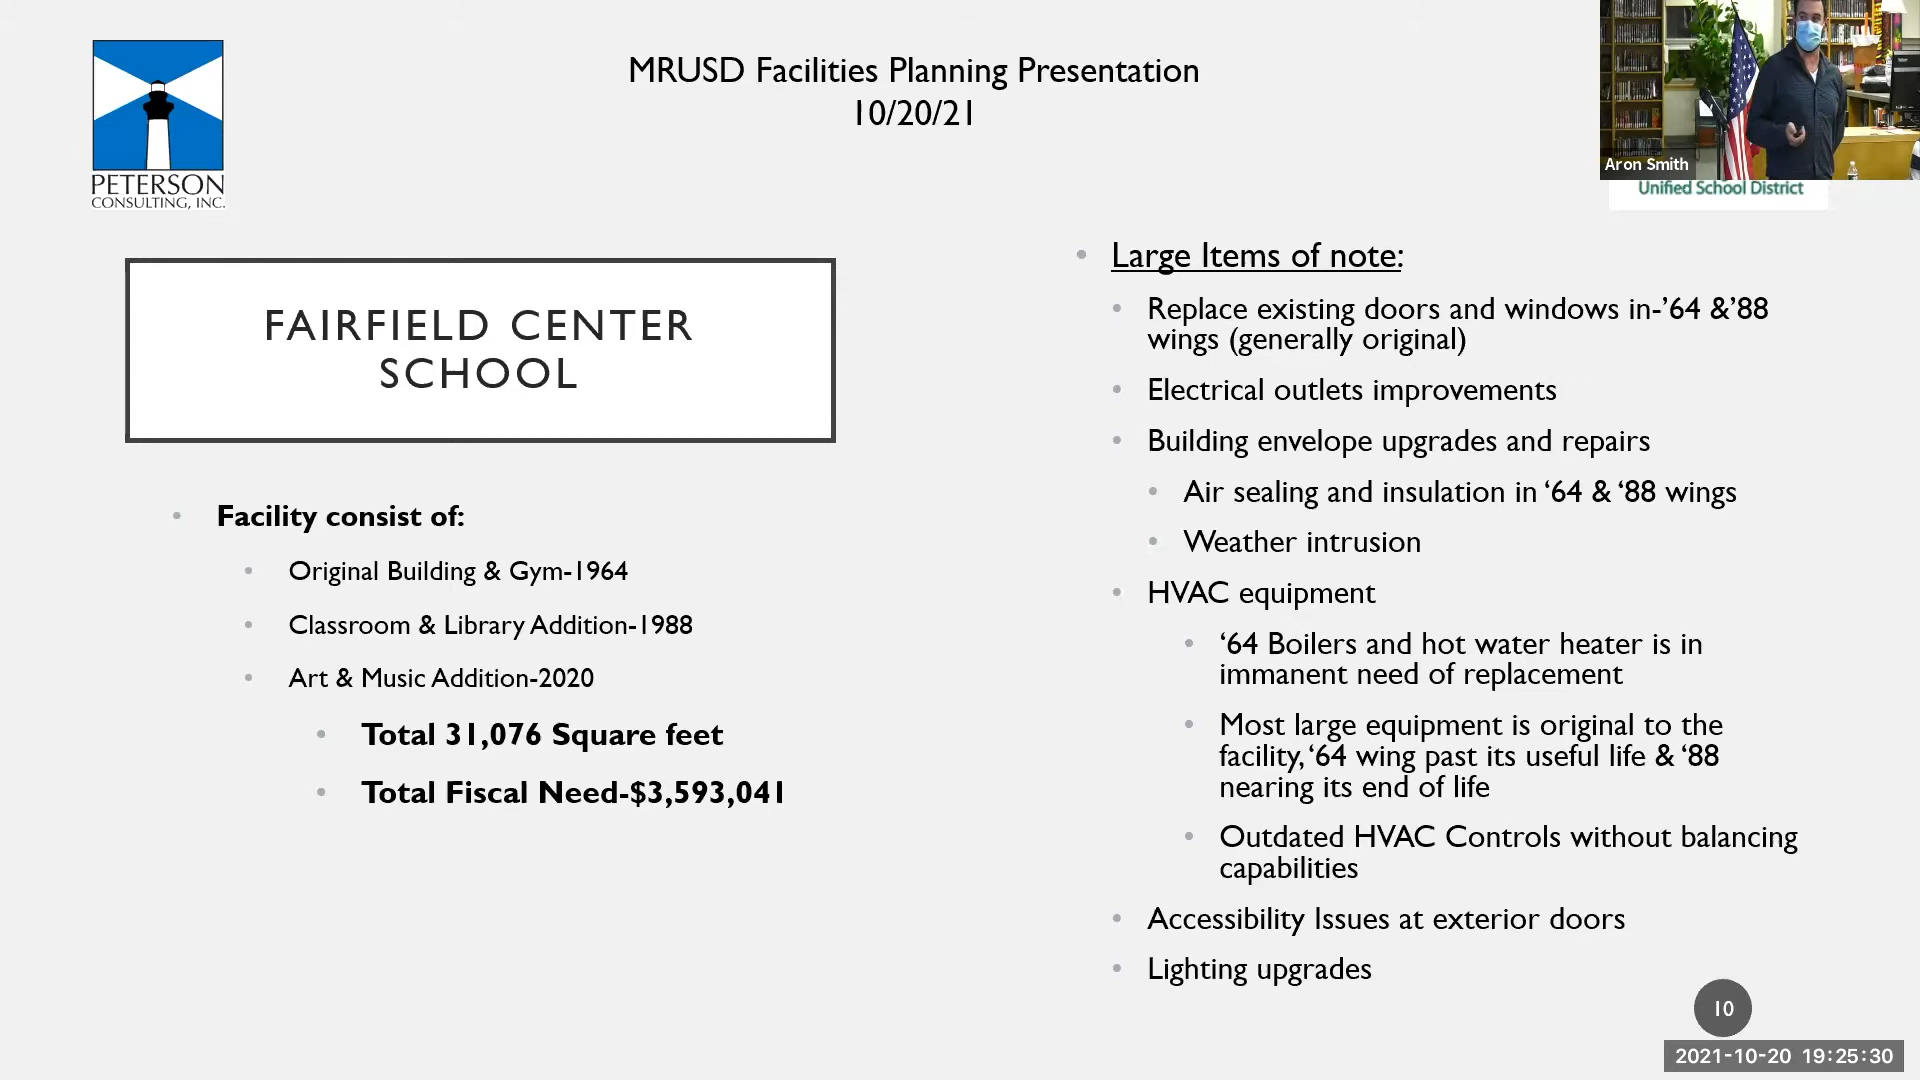 MRUSD Facilities Planning Presentation
10/20/21
PETERSON
CONSULTING, INC.
Aron Smith
Unified School District
FAIRFIELD CENTER
SCHOOL
Facility consist of:
Original Building & Gym-1964
Classroom & Library Addition-1988
Art & Music Addition-2020
Total 31,076 Square feet
Total Fiscal Need-$3,593,041
Large Items of note:
Replace existing doors and windows in-’64 &’88
wings (generally original)
Electrical outlets improvements
Building envelope upgrades and repairs
Air sealing and insulation in ‘64 & ‘88 wings
Weather intrusion
HVAC equipment
‘64 Boilers and hot water heater is in
immanent need of replacement
Most large equipment is original to the
facility, ‘64 wing past its useful life & ‘88
nearing its end of life
Outdated HVAC Controls without balancing
capabilities
Accessibility Issues at exterior doors
Lighting upgrades
10
2021-10-20 19:25:30